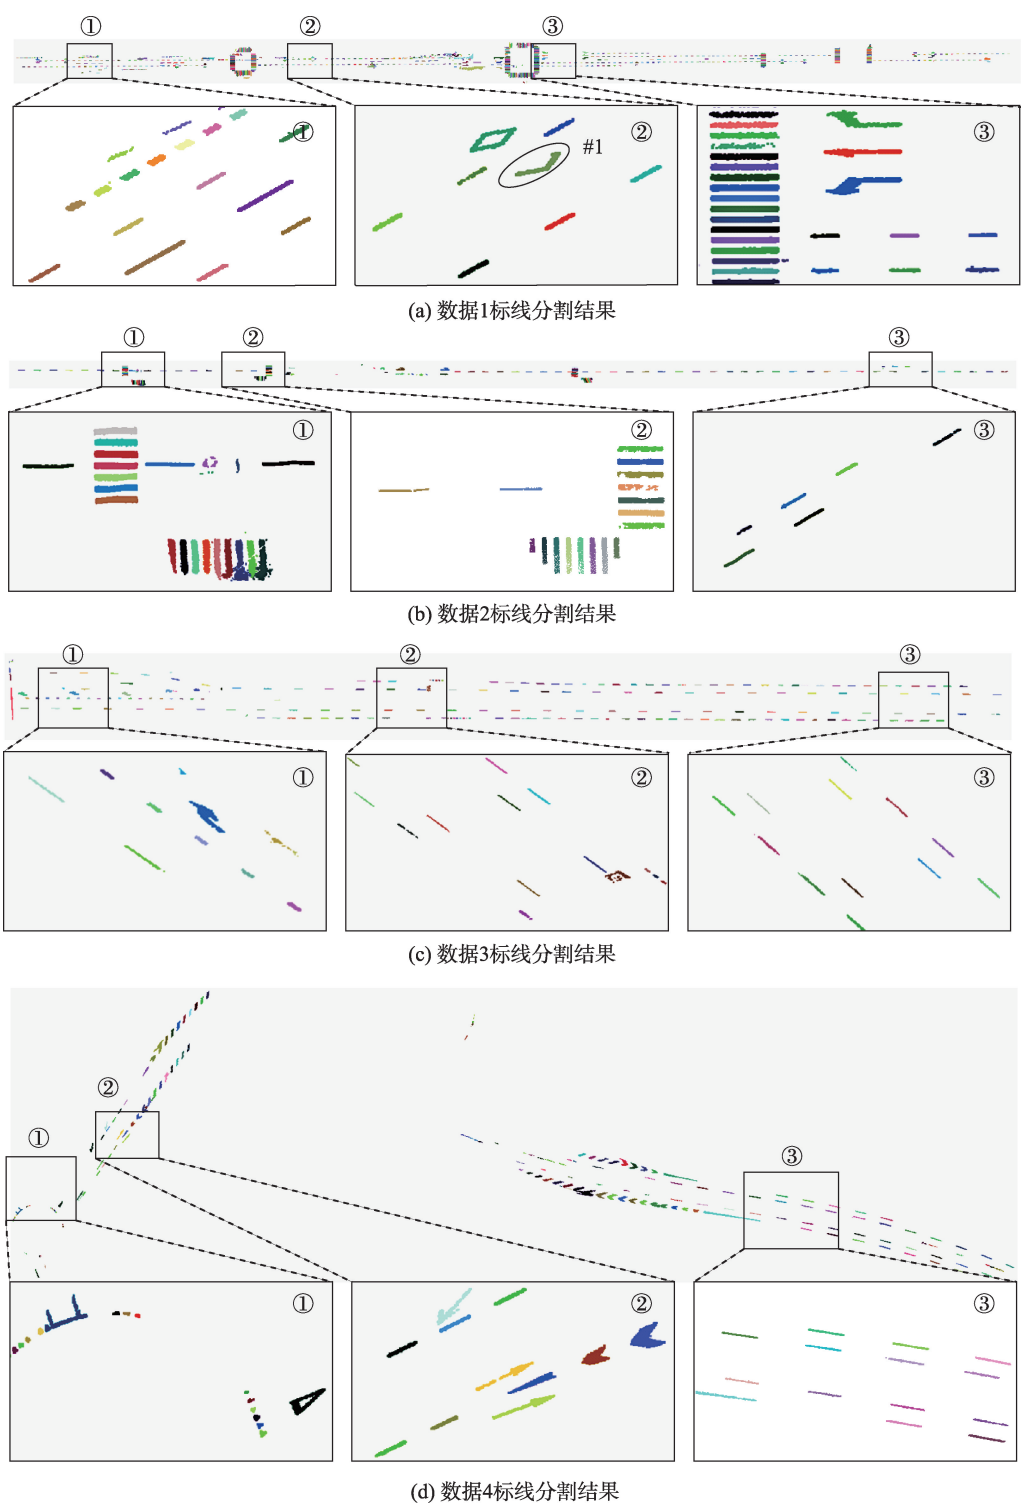 ① ② ③
① ② #1 ③
(a) 数据1标线分割结果
① ② ③
① ② ③
(b) 数据2标线分割结果
① ② ③
① ② ③
(c) 数据3标线分割结果
②
①
③
① ② ③
(d) 数据4标线分割结果